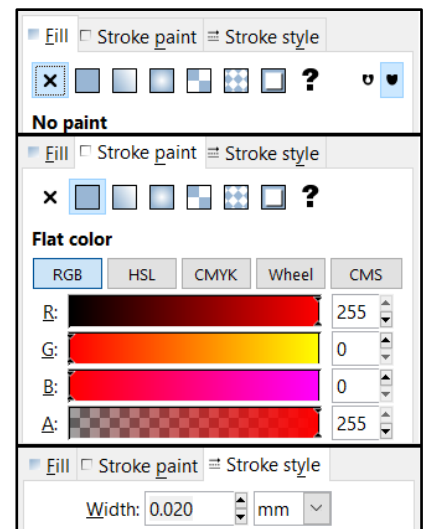 Fill Stroke paint Stroke style
× ?
No paint
Fill Stroke paint Stroke style
× ?
Flat color
RGB HSL CMYK Wheel CMS
R: 255
G: 0
B: 0
A: 255
Fill Stroke paint Stroke style
Width: 0.020 mm